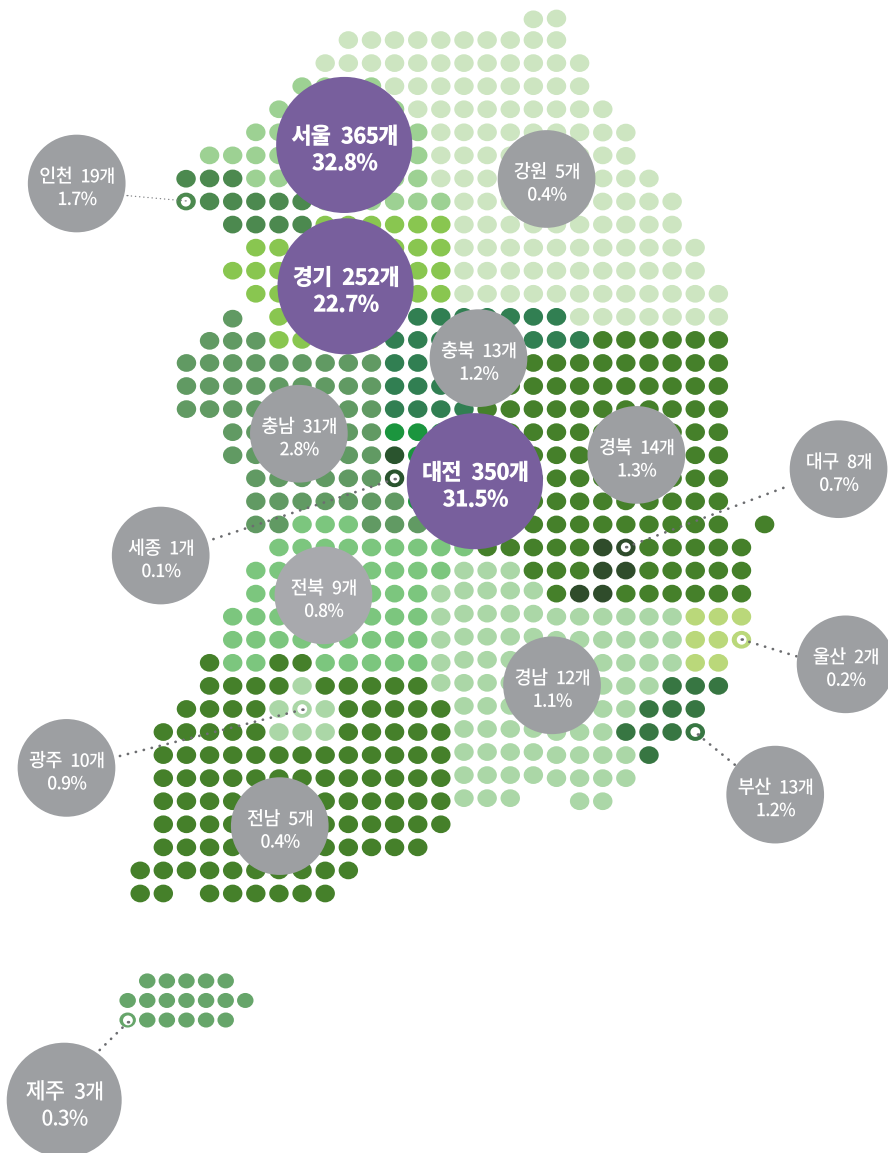 서울 365개
32.8%
인천 19개
1.7%
강원 5개
0.4%
경기 252개
22.7%
충북 13개
1.2%
충남 31개
2.8%
경북 14개
1.3%
대구 8개
0.7%
대전 350개
31.5%
세종 1개
0.1%
전북 9개
0.8%
울산 2개
0.2%
경남 12개
1.1%
광주 10개
0.9%
부산 13개
1.2%
전남 5개
0.4%
제주 3개
0.3%